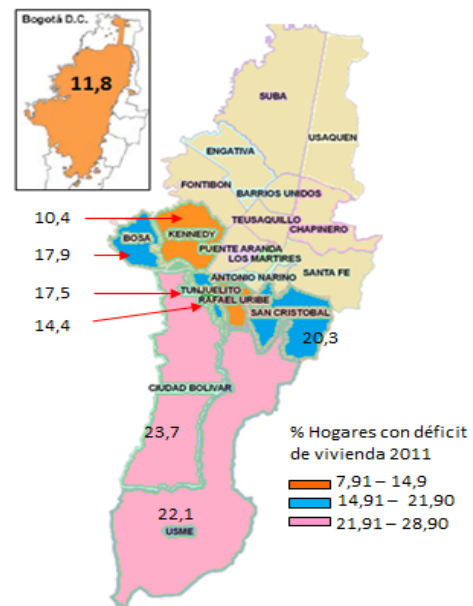 Bogotá D.C.
11,8
SUBA
USAQUEN
ENGATIVA
FONTIBON
BARRIOS UNIDOS
TEUSAQUILLO
CHAPINERO
10,4
KENNEDY
BOSA
PUENTE ARANDA
LOS MARTIRES
17,9
SANTA FE
ANTONIO NARINO
17,5
TUNJUELITO
RAFAEL URIBE
14,4
SAN CRISTOBAL
20,3
CIUDAD BOLIVAR
23,7
% Hogares con déficit
de vivienda 2011
7,91 – 14,9
14,91 – 21,90
21,91 – 28,90
22,1
USME